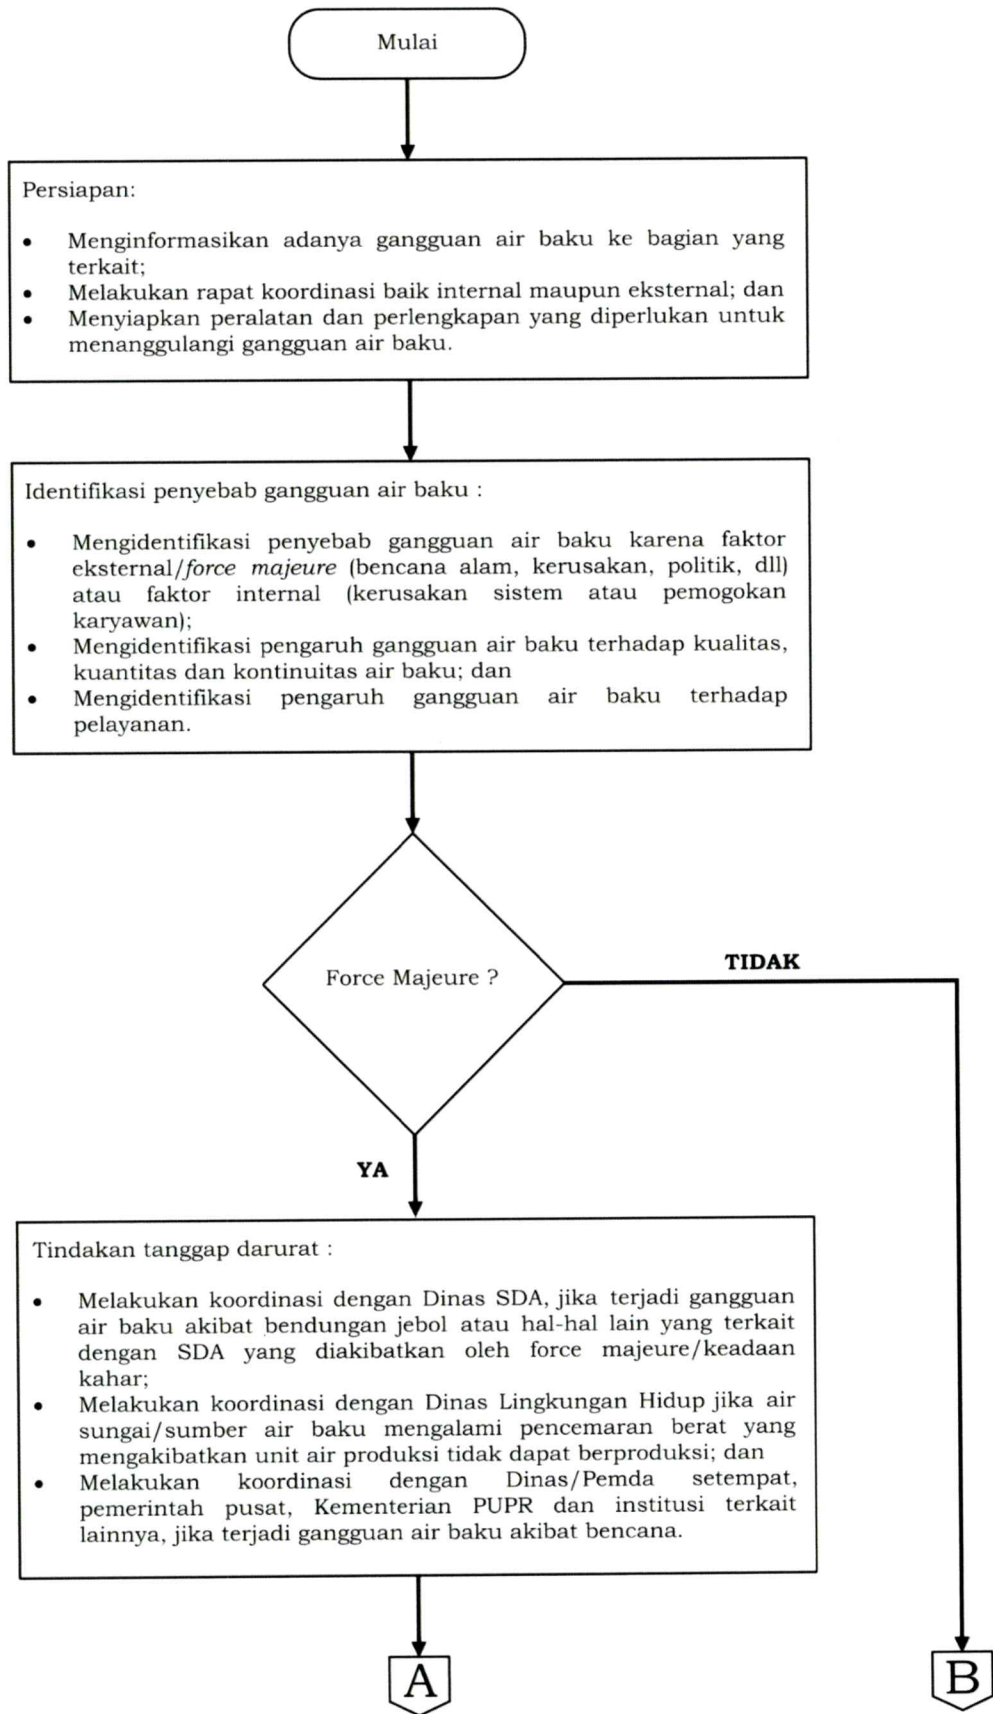 Mulai
Persiapan:
• Menginformasikan adanya gangguan air baku ke bagian yang
terkait;
• Melakukan rapat koordinasi baik internal maupun eksternal; dan
• Menyiapkan peralatan dan perlengkapan yang diperlukan untuk
menanggulangi gangguan air baku.
Identifikasi penyebab gangguan air baku :
• Mengidentifikasi penyebab gangguan air baku karena faktor
eksternal/force majeure (bencana alam, kerusakan, politik, dll)
atau faktor internal (kerusakan sistem atau pemogokan
karyawan);
• Mengidentifikasi pengaruh gangguan air baku terhadap kualitas,
kuantitas dan kontinuitas air baku; dan
• Mengidentifikasi pengaruh gangguan air baku terhadap
pelayanan.
Force Majeure ?
TIDAK
YA
Tindakan tanggap darurat :
• Melakukan koordinasi dengan Dinas SDA, jika terjadi gangguan
air baku akibat bendungan jebol atau hal-hal lain yang terkait
dengan SDA yang diakibatkan oleh force majeure/keadaan
kahar;
• Melakukan koordinasi dengan Dinas Lingkungan Hidup jika air
sungai/sumber air baku mengalami pencemaran berat yang
mengakibatkan unit air produksi tidak dapat berproduksi; dan
• Melakukan koordinasi dengan Dinas/Pemda setempat,
pemerintah pusat, Kementerian PUPR dan institusi terkait
lainnya, jika terjadi gangguan air baku akibat bencana.
A
B